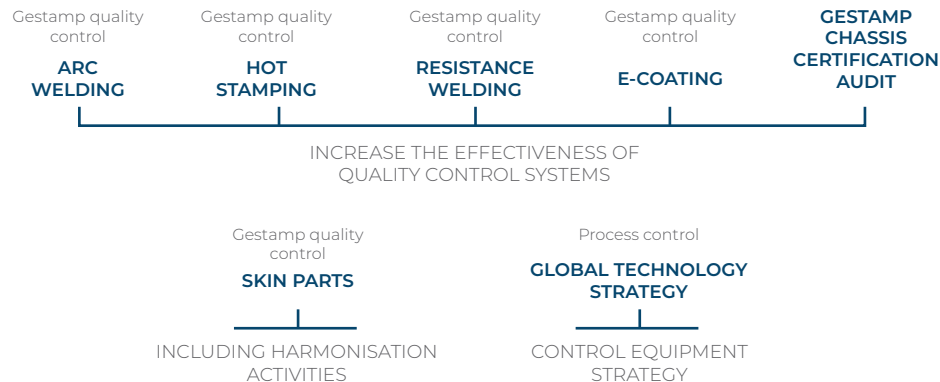 Gestamp quality
control
ARC
WELDING
Gestamp quality
control
HOT
STAMPING
Gestamp quality
control
RESISTANCE
WELDING
Gestamp quality
control
E-COATING
GESTAMP
CHASSIS
CERTIFICATION
AUDIT
INCREASE THE EFFECTIVENESS OF
QUALITY CONTROL SYSTEMS
Gestamp quality
control
SKIN PARTS
INCLUDING HARMONISATION
ACTIVITIES
Process control
GLOBAL TECHNOLOGY
STRATEGY
CONTROL EQUIPMENT
STRATEGY